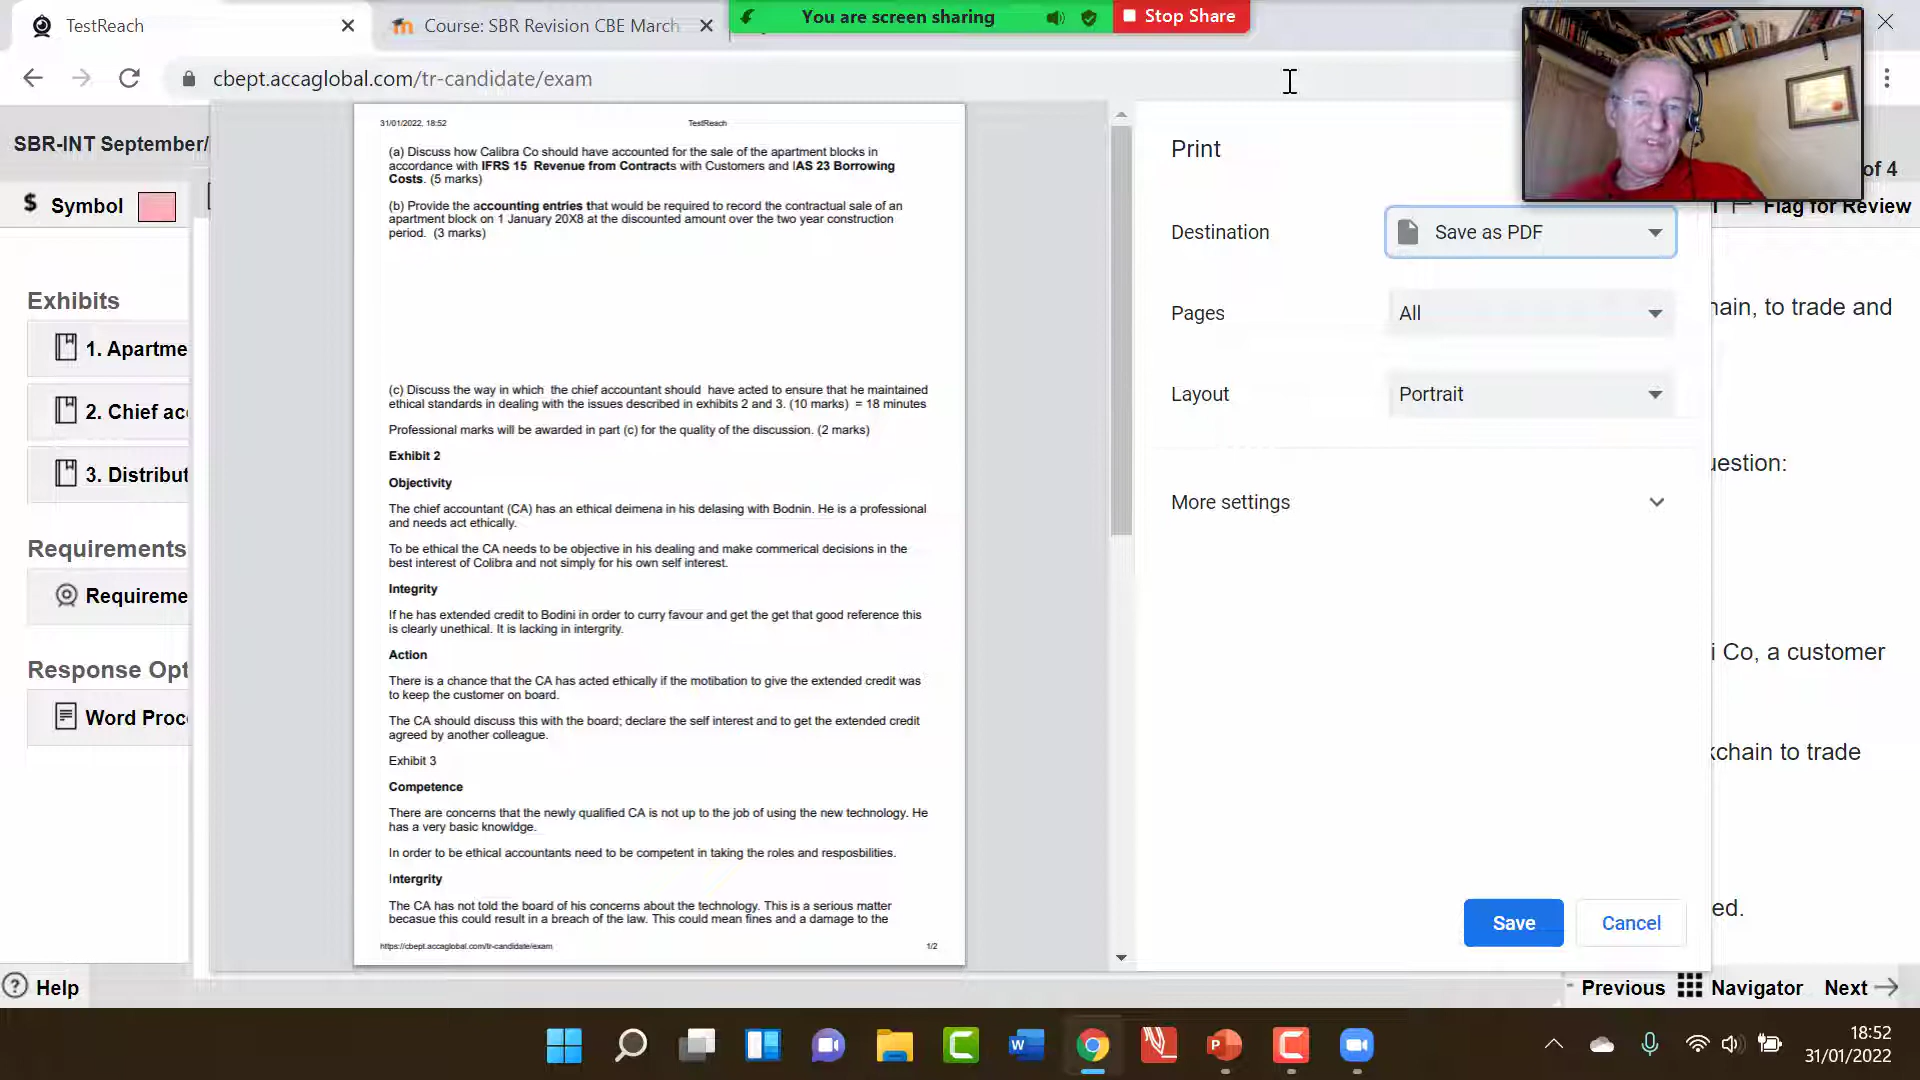 TestReach
Course: SBR Revision CBE March
You are screen sharing
Stop Share
cbept.accaglobal.com/tr-candidate/exam
SBR-INT September/
$ Symbol
of 4
Flag for Review
Exhibits
1. Apartme
2. Chief ac
3. Distribut
Requirements
Requireme
Response Opt
Word Proc
31/01/2022, 18:52
TestReach
(a) Discuss how Calibra Co should have accounted for the sale of the apartment blocks in
accordance with IFRS 15 Revenue from Contracts with Customers and IAS 23 Borrowing
Costs. (5 marks)
(b) Provide the accounting entries that would be required to record the contractual sale of an
apartment block on 1 January 20X8 at the discounted amount over the two year construction
period. (3 marks)
(c) Discuss the way in which the chief accountant should have acted to ensure that he maintained
ethical standards in dealing with the issues described in exhibits 2 and 3. (10 marks) = 18 minutes
Professional marks will be awarded in part (c) for the quality of the discussion. (2 marks)
Exhibit 2
Objectivity
The chief accountant (CA) has an ethical deimena in his delasing with Bodnin. He is a professional
and needs act ethically.
To be ethical the CA needs to be objective in his dealing and make commerical decisions in the
best interest of Colibra and not simply for his own self interest.
Integrity
If he has extended credit to Bodini in order to curry favour and get the get that good reference this
is clearly unethical. It is lacking in intergrity.
Action
There is a chance that the CA has acted ethically if the motibation to give the extended credit was
to keep the customer on board.
The CA should discuss this with the board; declare the self interest and to get the extended credit
agreed by another colleague.
Exhibit 3
Competence
There are concerns that the newly qualified CA is not up to the job of using the new technology. He
has a very basic knowldge.
In order to be ethical accountants need to be competent in taking the roles and resposbilities.
Intergrity
The CA has not told the board of his concerns about the technology. This is a serious matter
becasue this could result in a breach of the law. This could mean fines and a damage to the
https://cbept.accaglobal.com/tr-candidate/exam
1/2
Print
Destination
Save as PDF
Pages
All
Layout
Portrait
More settings
Save
Cancel
hain, to trade and
uestion:
i Co, a customer
kchain to trade
ed.
Help
Previous
Navigator
Next
18:52
31/01/2022